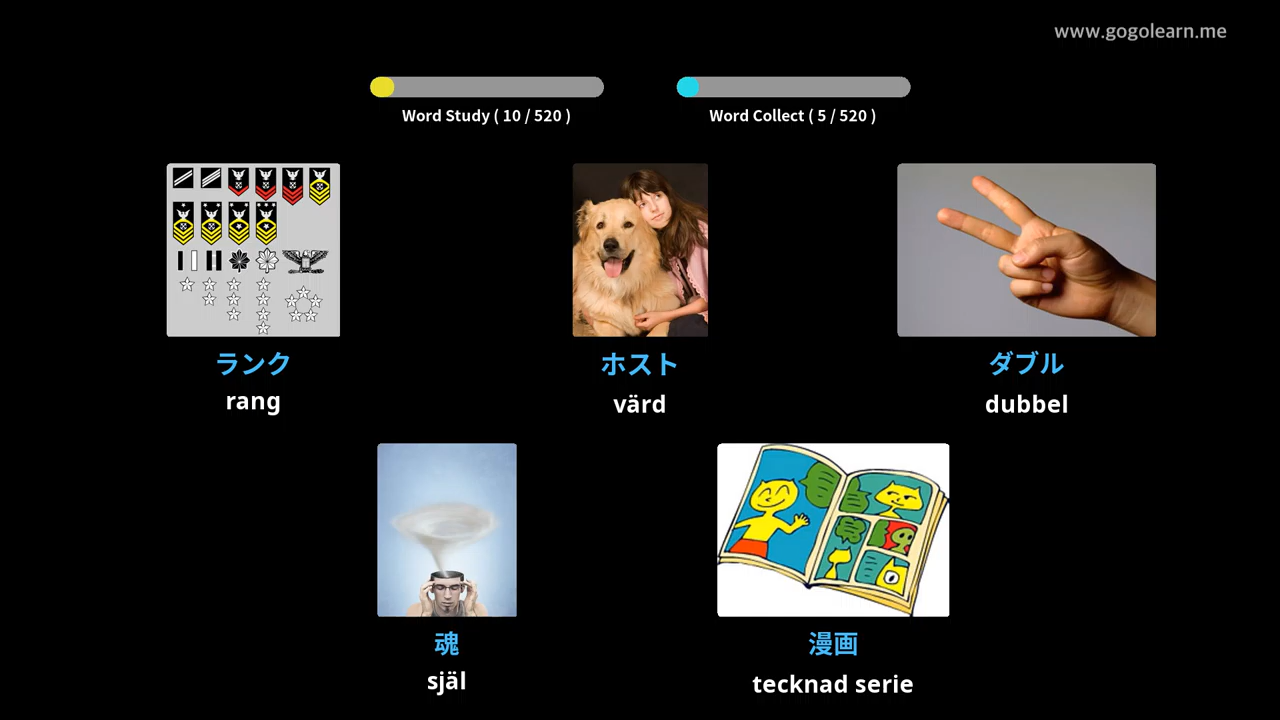 www.gogolearn.me
Word Study ( 10 / 520 )
Word Collect ( 5 / 520 )
ランク
rang
ホスト
värd
ダブル
dubbel
魂
själ
漫画
tecknad serie